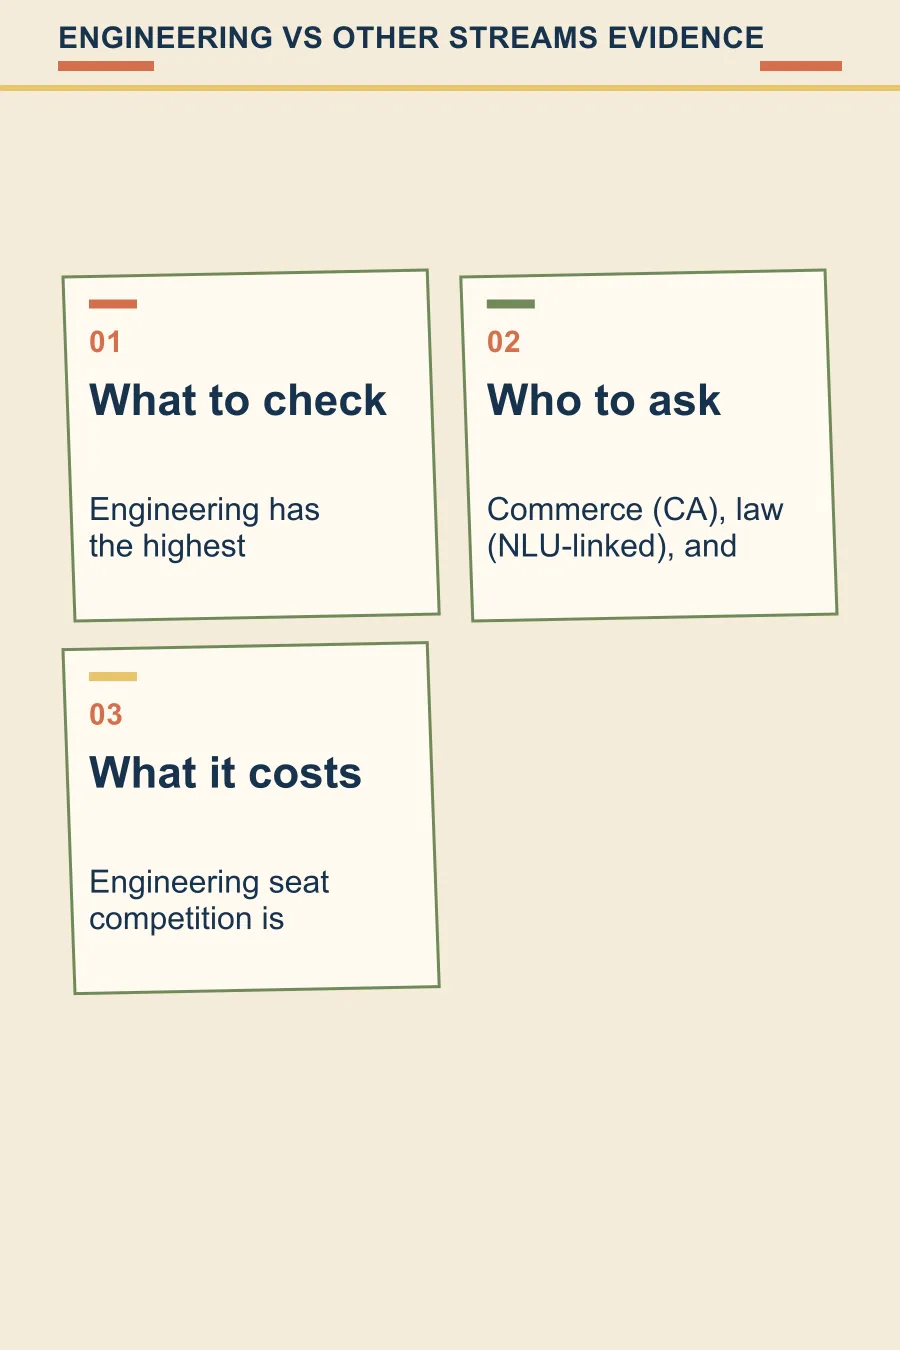 ENGINEERING VS OTHER STREAMS EVIDENCE
01
What to check
Engineering has
the highest
02
Who to ask
Commerce (CA), law
(NLU-linked), and
03
What it costs
Engineering seat
competition is